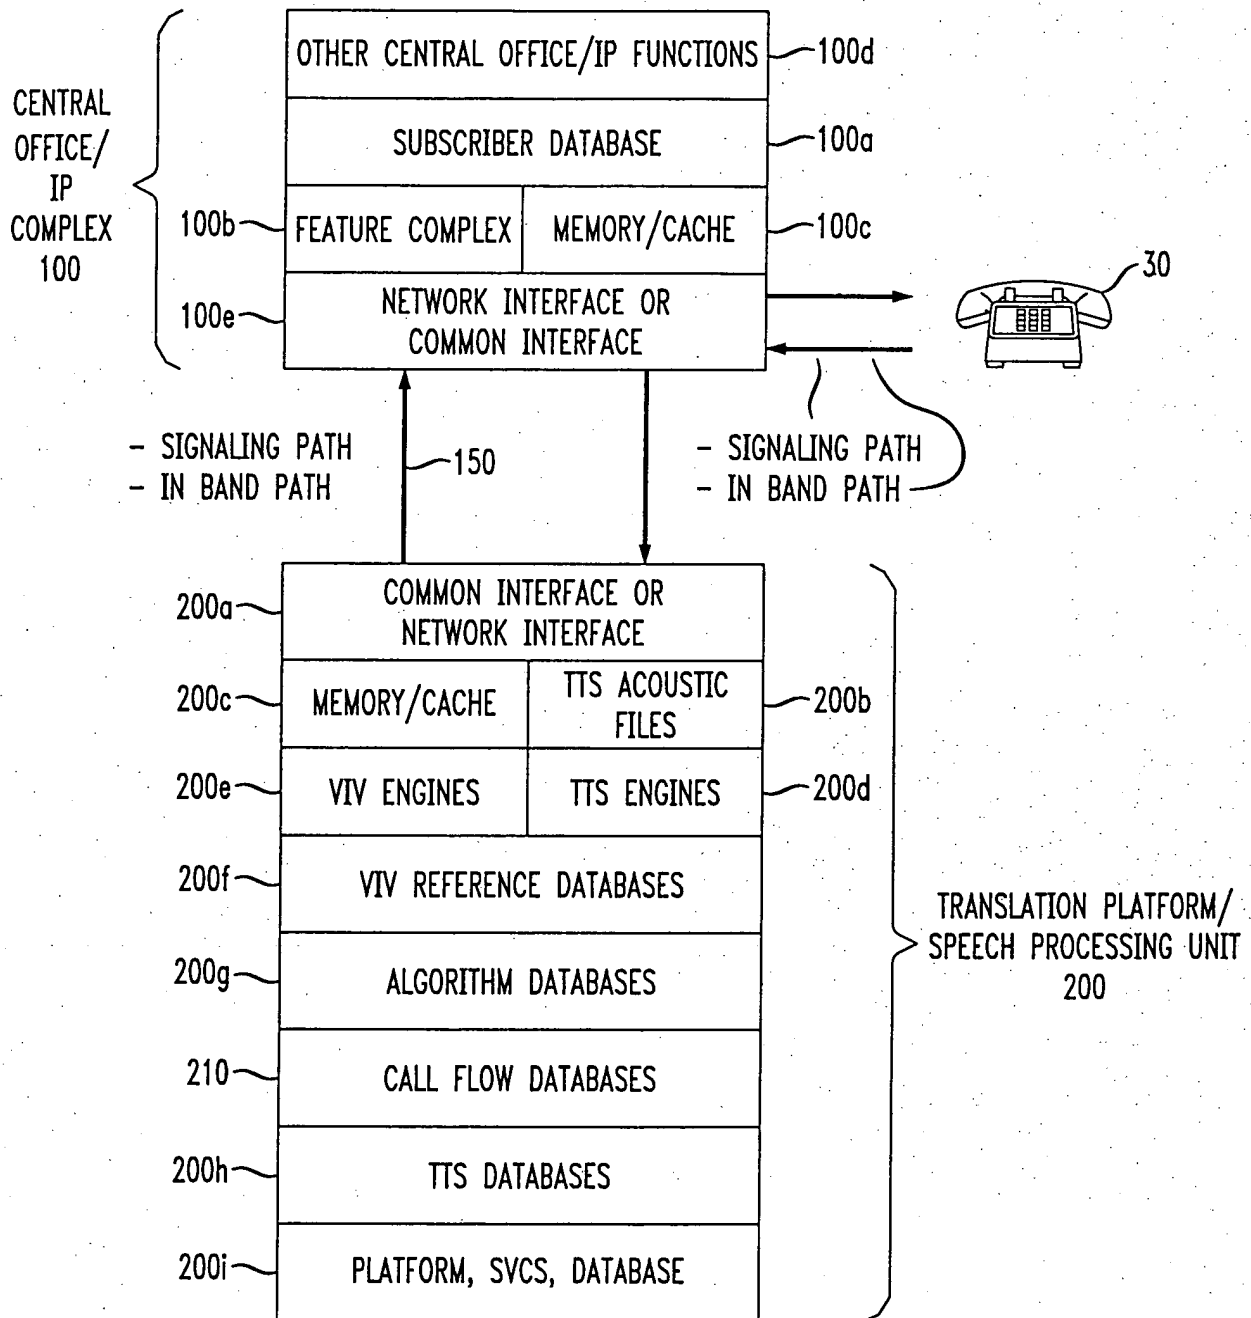 OTHER CENTRAL OFFICE/IP FUNCTIONS
100d
CENTRAL
OFFICE/
IP
COMPLEX
100
SUBSCRIBER DATABASE
100a
100b
FEATURE COMPLEX
MEMORY/CACHE
100c
100e
NETWORK INTERFACE OR
COMMON INTERFACE
30
- SIGNALING PATH
- IN BAND PATH
150
- SIGNALING PATH
- IN BAND PATH
200a
COMMON INTERFACE OR
NETWORK INTERFACE
200c
MEMORY/CACHE
TTS ACOUSTIC
FILES
200b
200e
VIV ENGINES
TTS ENGINES
200d
200f
VIV REFERENCE DATABASES
TRANSLATION PLATFORM/
SPEECH PROCESSING UNIT
200
200g
ALGORITHM DATABASES
210
CALL FLOW DATABASES
200h
TTS DATABASES
200i
PLATFORM, SVCS, DATABASE